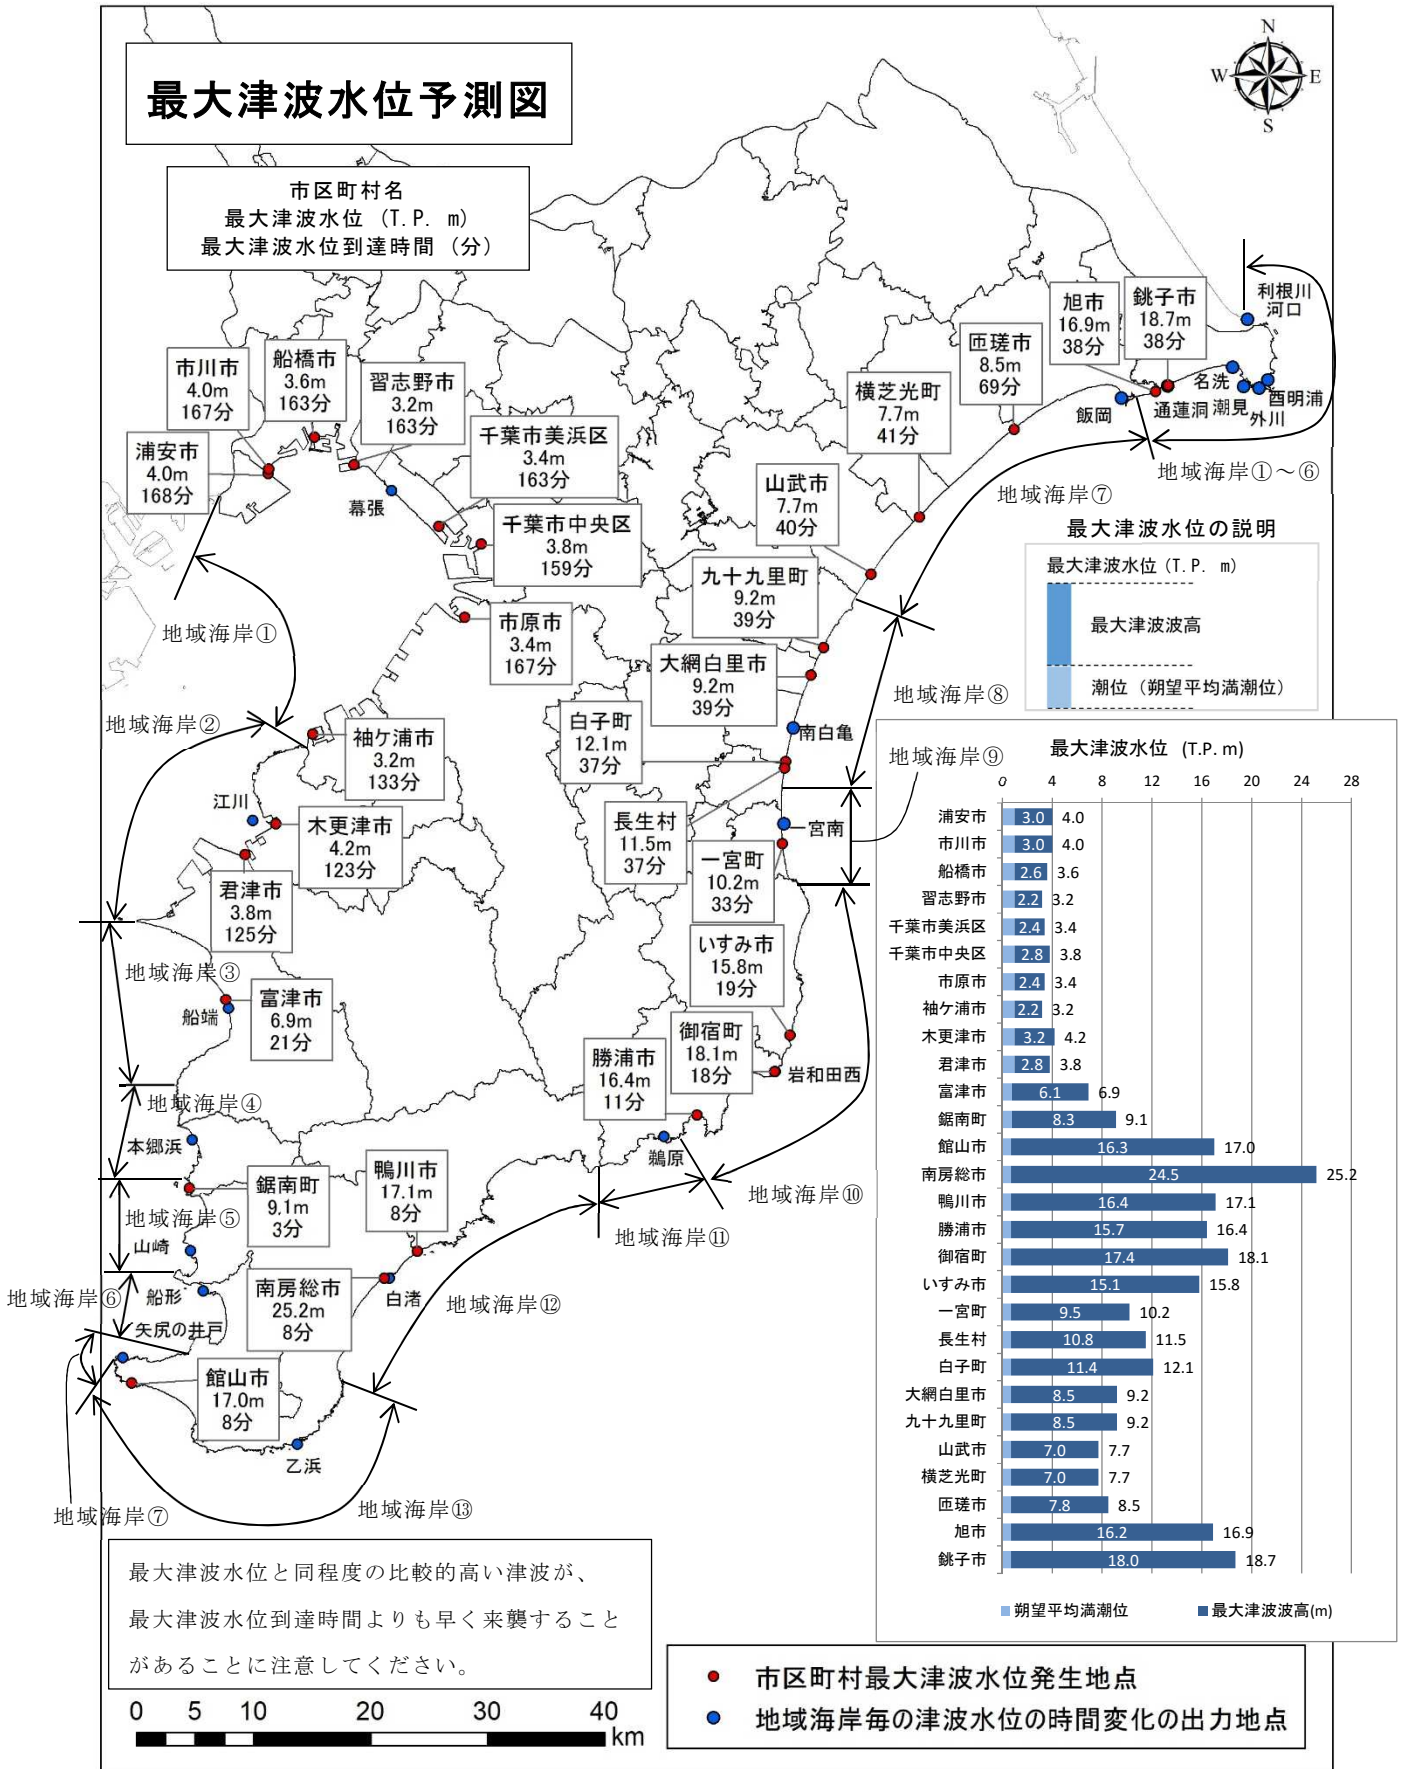 最大津波水位予測図
市区町村名
最大津波水位 (T.P. m)
最大津波水位到達時間 (分)
N
W
E
S
利根川
河口
銚子市
18.7m
38分
旭市
16.9m
38分
匝瑳市
8.5m
69分
横芝光町
7.7m
41分
山武市
7.7m
40分
九十九里町
9.2m
39分
大網白里市
9.2m
39分
白子町
12.1m
37分
長生村
11.5m
37分
一宮町
10.2m
33分
いすみ市
15.8m
19分
御宿町
18.1m
18分
勝浦市
16.4m
11分
鴨川市
17.1m
8分
南房総市
25.2m
8分
館山市
17.0m
8分
鋸南町
9.1m
3分
富津市
6.9m
21分
君津市
3.8m
125分
木更津市
4.2m
123分
袖ケ浦市
3.2m
133分
市原市
3.4m
167分
千葉市中央区
3.8m
159分
千葉市美浜区
3.4m
163分
習志野市
3.2m
163分
船橋市
3.6m
163分
市川市
4.0m
167分
浦安市
4.0m
168分
幕張
江川
船端
本郷浜
山崎
船形
矢尻の井戸
乙浜
白渚
鵜原
岩和田西
宮南
南白亀
飯岡
通蓮洞
名洗
潮見
外川
酉明浦
地域海岸①~⑥
地域海岸⑦
地域海岸⑧
地域海岸⑨
地域海岸⑩
地域海岸⑪
地域海岸⑫
地域海岸⑬
地域海岸①
地域海岸②
地域海岸③
地域海岸④
地域海岸⑤
地域海岸⑥
地域海岸⑦
最大津波水位の説明
最大津波水位 (T.P. m)
最大津波波高
潮位 (朔望平均満潮位)
最大津波水位 (T.P. m)
0 4 8 12 16 20 24 28
浦安市 3.0 4.0
市川市 3.0 4.0
船橋市 2.6 3.6
習志野市 2.2 3.2
千葉市美浜区 2.4 3.4
千葉市中央区 2.8 3.8
市原市 2.4 3.4
袖ケ浦市 2.2 3.2
木更津市 3.2 4.2
君津市 2.8 3.8
富津市 6.1 6.9
鋸南町 8.3 9.1
館山市 16.3 17.0
南房総市 24.5 25.2
鴨川市 16.4 17.1
勝浦市 15.7 16.4
御宿町 17.4 18.1
いすみ市 15.1 15.8
一宮町 9.5 10.2
長生村 10.8 11.5
白子町 11.4 12.1
大網白里市 8.5 9.2
九十九里町 8.5 9.2
山武市 7.0 7.7
横芝光町 7.0 7.7
匝瑳市 7.8 8.5
旭市 16.2 16.9
銚子市 18.0 18.7
朔望平均満潮位 最大津波波高(m)
最大津波水位と同程度の比較的高い津波が、
最大津波水位到達時間よりも早く来襲すること
があることに注意してください。
0 5 10 20 30 40 km
市区町村最大津波水位発生地点
地域海岸毎の津波水位の時間変化の出力地点